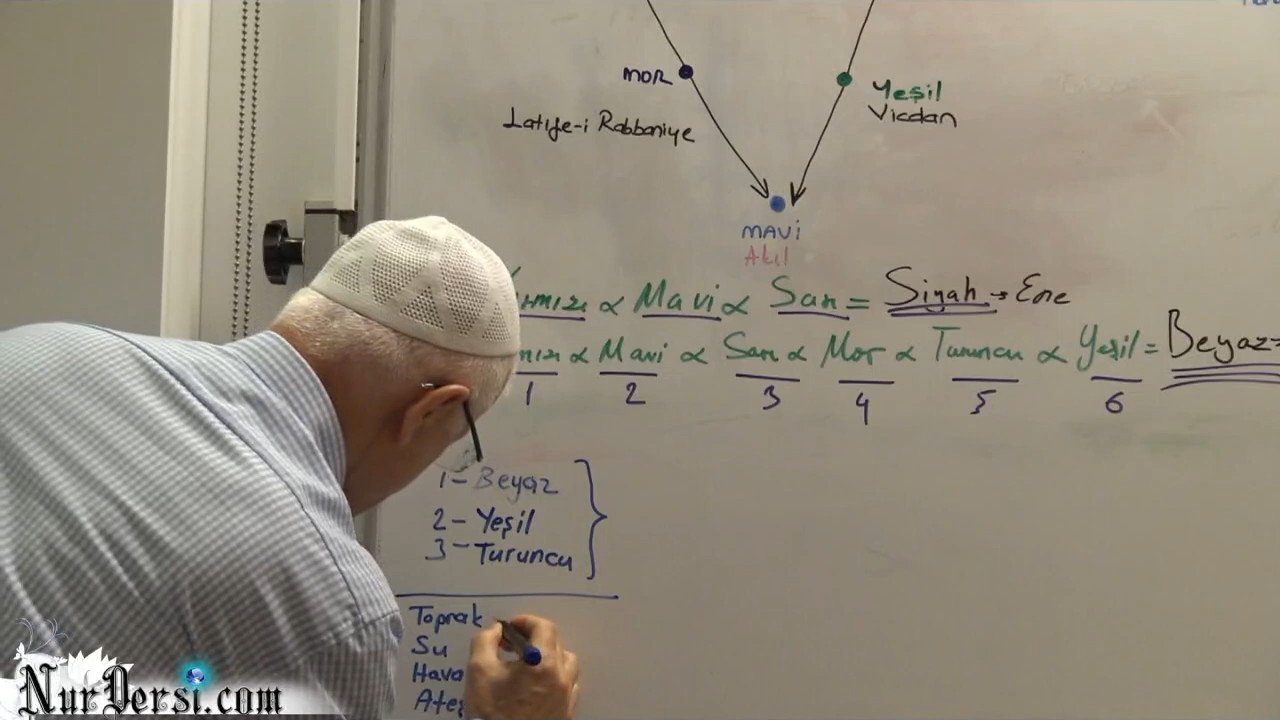 MOR
Yeşil
Latife-i Rabbaniye
Vicdan
MAVİ
Akıl
Kırmızı ∝ Mavi ∝ Sarı = Siyah → Ene
∝ Mavi ∝ Sarı ∝ Mor ∝ Turuncu ∝ Yeşil = Beyaz =
1 2 3 4 5 6
1- Beyaz
2- Yeşil
3- Turuncu
Toprak
Su
Hava
Ateş
NurDersi.com